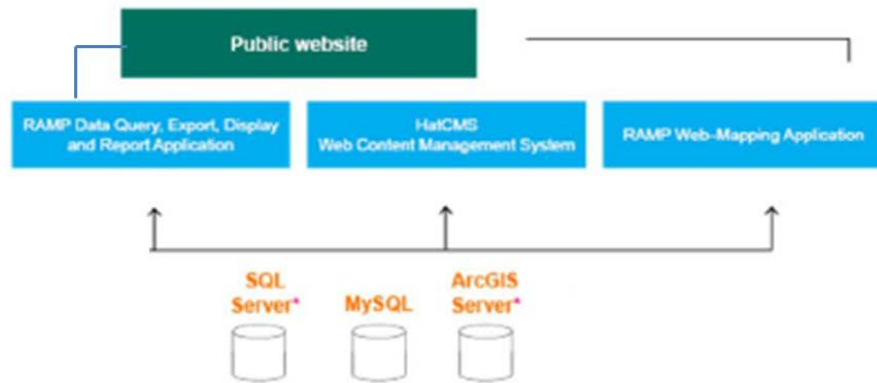 Public website
RAMP Data Query, Export, Display
and Report Application
HatCMS
Web Content Management System
RAMP Web-Mapping Application
SQL
Server*
MySQL
ArcGIS
Server*